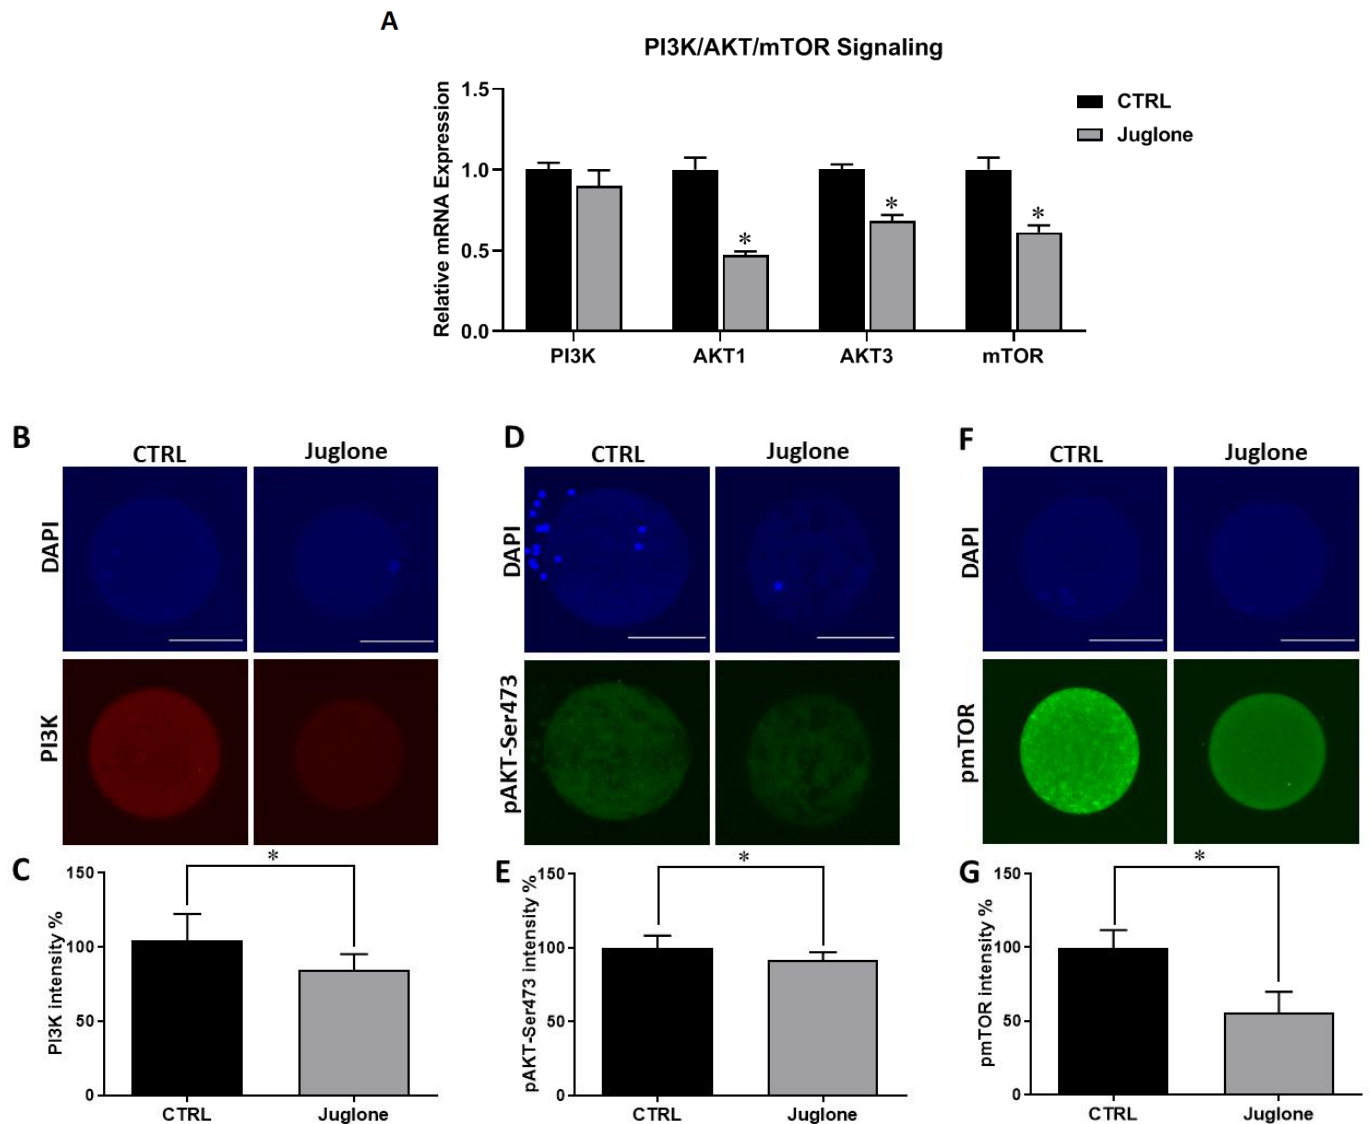 A
PI3K/AKT/mTOR Signaling
Relative mRNA Expression
1.5
1.0
0.5
0.0
CTRL
Juglone
*
*
*
PI3K
AKT1
AKT3
mTOR
B
CTRL
Juglone
DAPI
PI3K
D
CTRL
Juglone
DAPI
pAKT-Ser473
F
CTRL
Juglone
DAPI
pmTOR
C
PI3K intensity %
150
100
50
0
*
CTRL
Juglone
E
pAKT-Ser473 intensity %
150
100
50
0
*
CTRL
Juglone
G
pmTOR intensity %
150
100
50
0
*
CTRL
Juglone